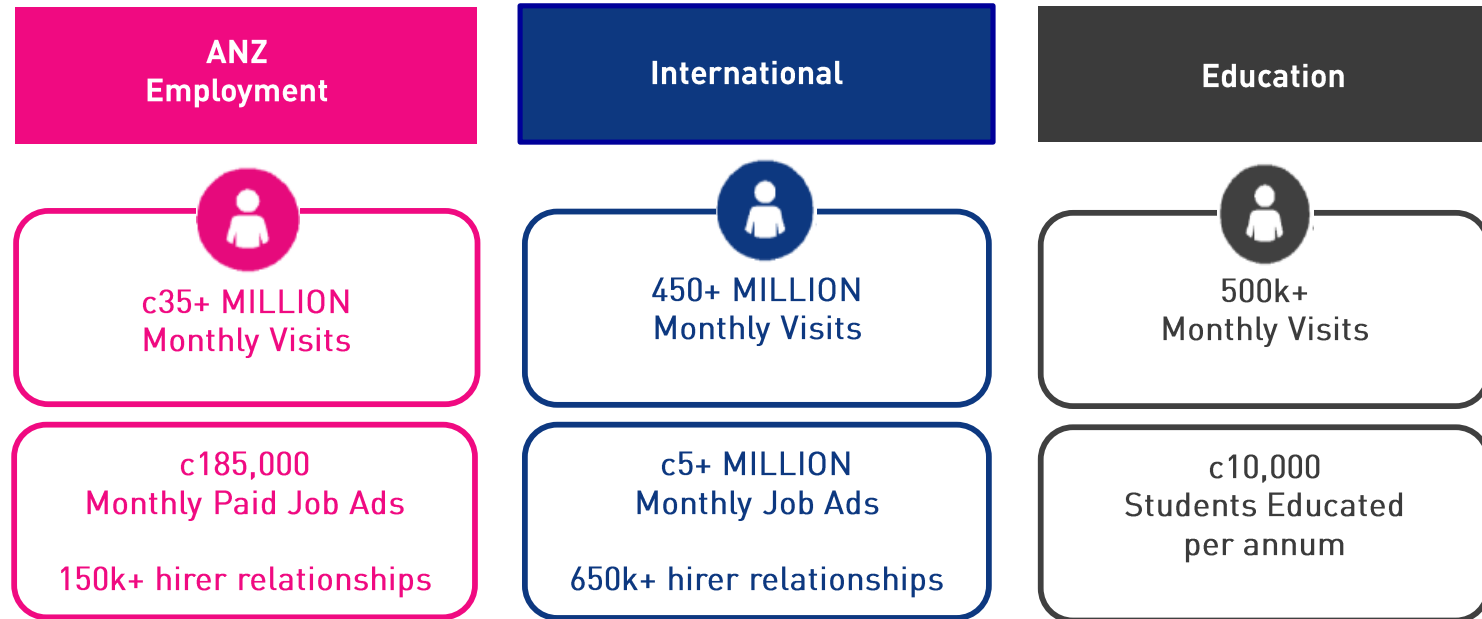 ANZ
Employment
c35+ MILLION
Monthly Visits
c185,000
Monthly Paid Job Ads
150k+ hirer relationships
International
450+ MILLION
Monthly Visits
c5+ MILLION
Monthly Job Ads
650k+ hirer relationships
Education
500k+
Monthly Visits
c10,000
Students Educated
per annum